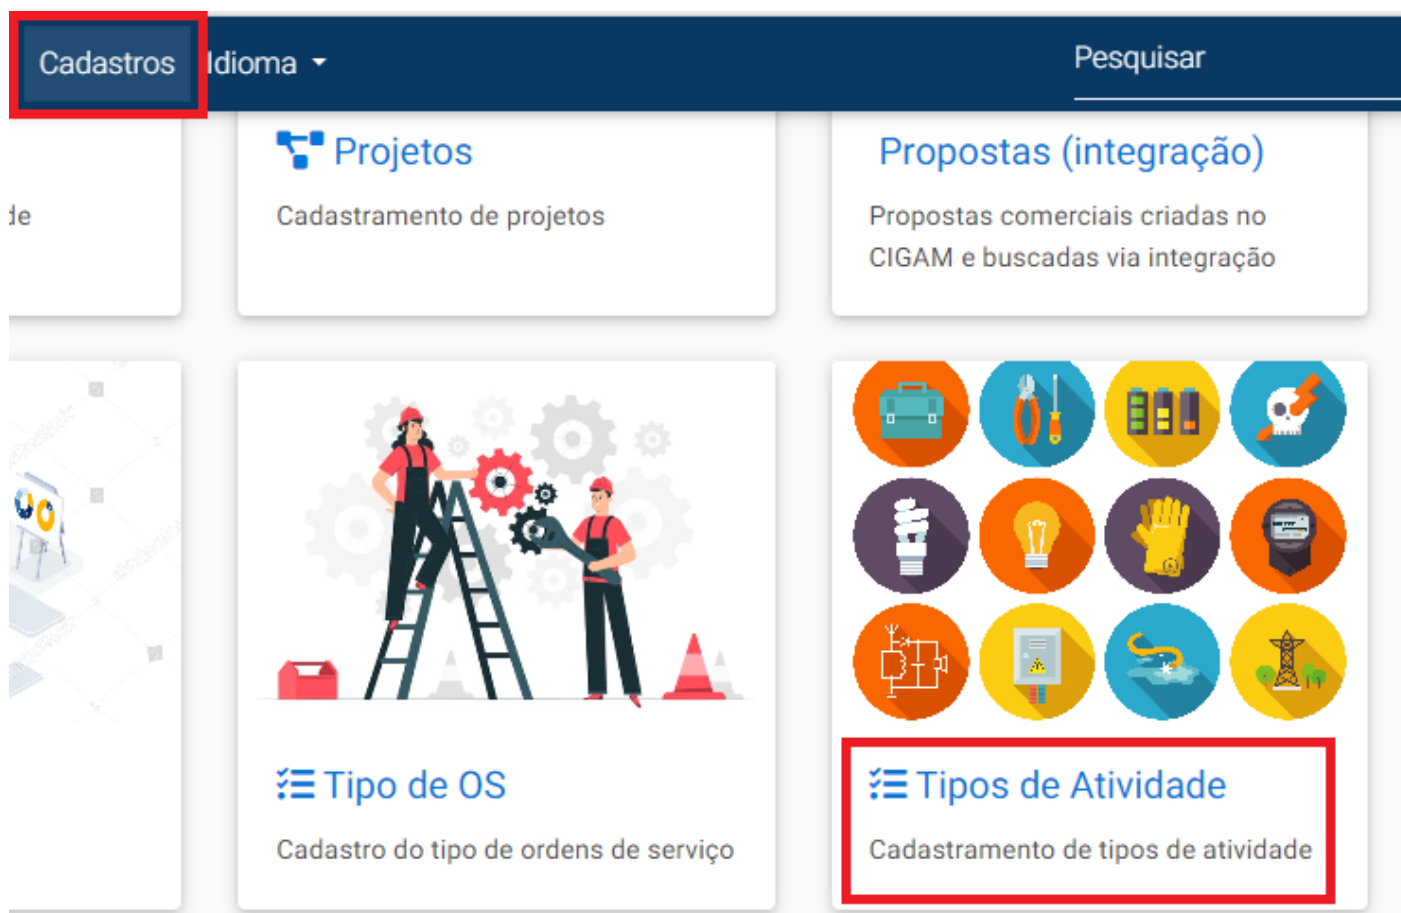 Cadastros
Idioma
Pesquisar
Projetos
Cadastramento de projetos
Propostas (integração)
Propostas comerciais criadas no
CIGAM e buscadas via integração
de
Tipo de OS
Cadastro do tipo de ordens de serviço
Tipos de Atividade
Cadastramento de tipos de atividade